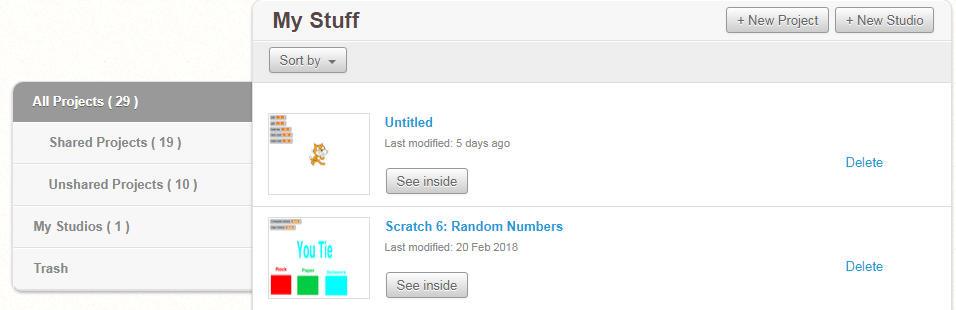 My Stuff
+ New Project
+ New Studio
Sort by
All Projects ( 29 )
Shared Projects ( 19 )
Unshared Projects ( 10 )
My Studios ( 1 )
Trash
Untitled
Last modified: 5 days ago
See inside
Delete
Scratch 6: Random Numbers
Last modified: 20 Feb 2018
See inside
Delete
You Tie
Rock
Paper
Scissors